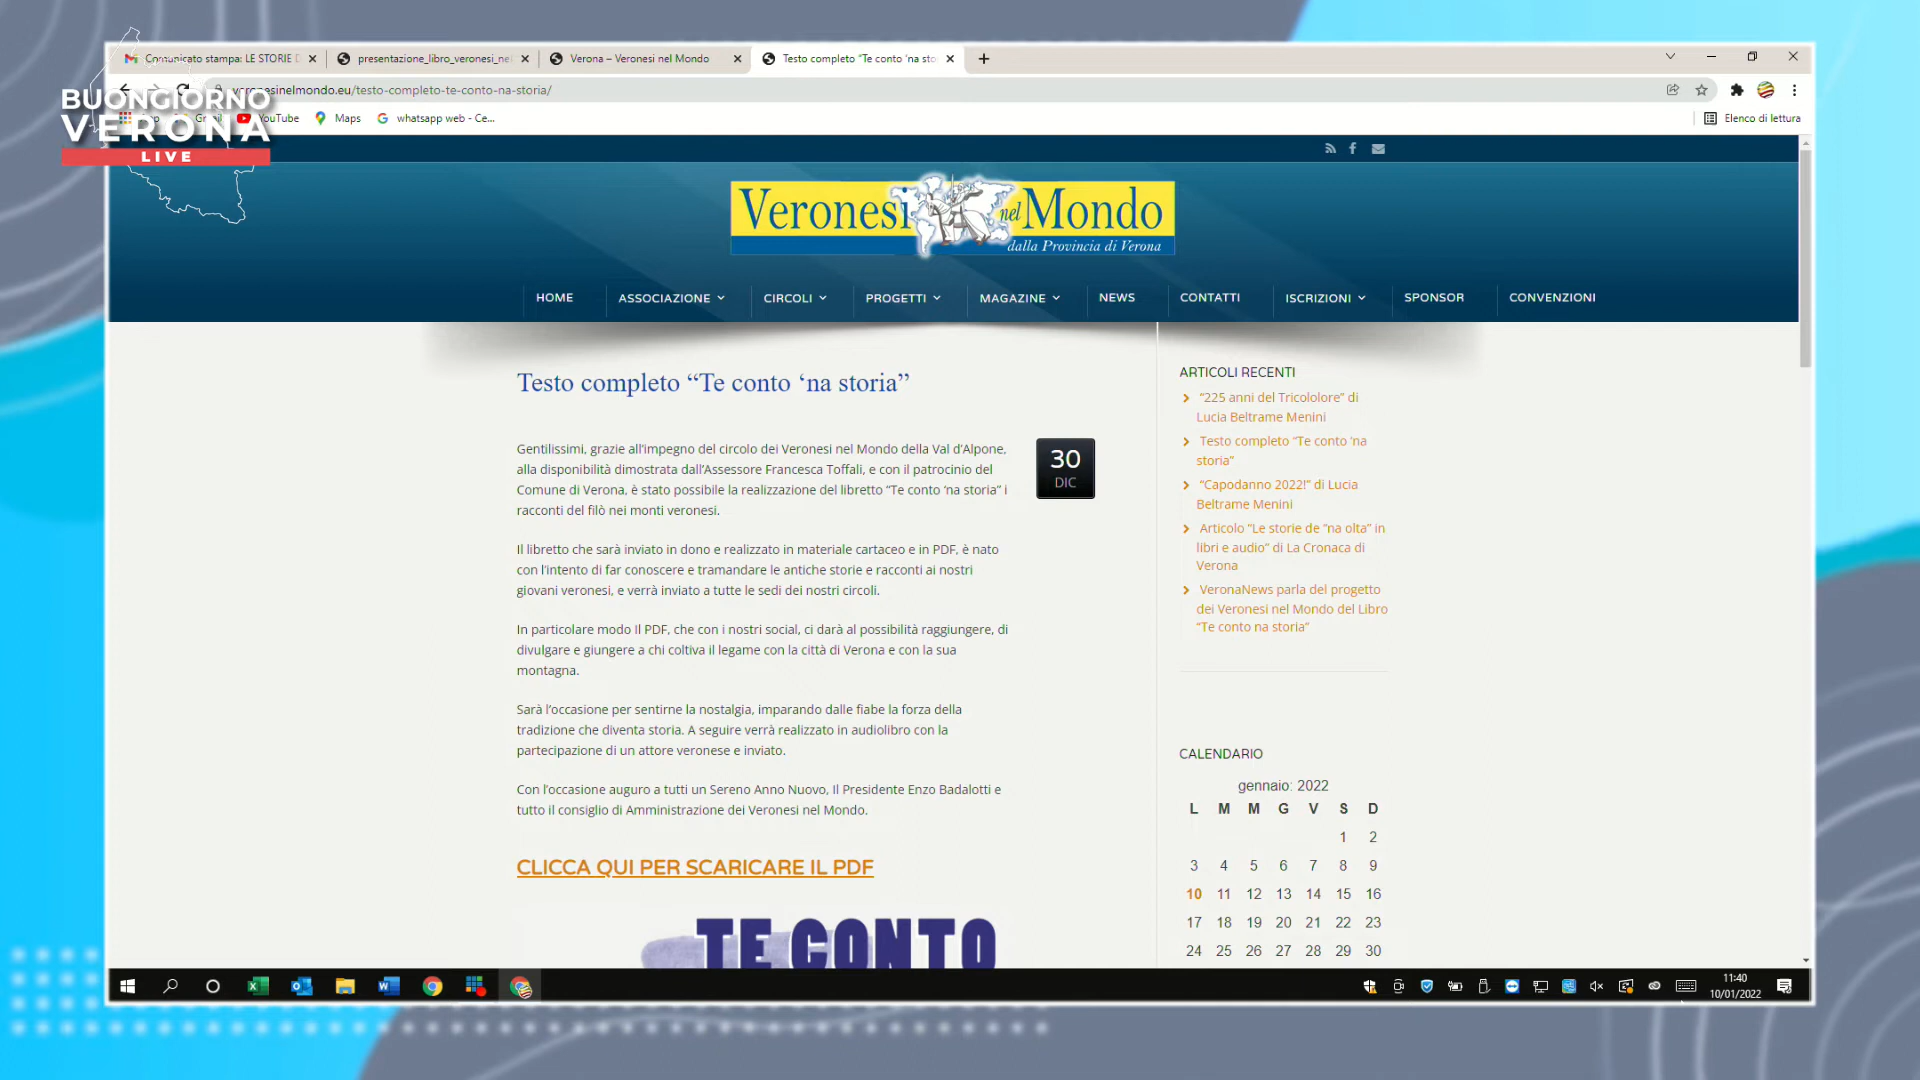 Comunicato stampa: LE STORIE D
presentazione_libro_veronesi_ne
Verona – Veronesi nel Mondo
Testo completo “Te conto ‘na sto
veronesinelmondo.eu/testo-completo-te-conto-na-storia/
BUONGIORNO
VERONA
LIVE
Gmail
YouTube
Maps
whatsapp web - Ce...
Elenco di lettura
Veronesi nel Mondo
dalla Provincia di Verona
HOME
ASSOCIAZIONE
CIRCOLI
PROGETTI
MAGAZINE
NEWS
CONTATTI
ISCRIZIONI
SPONSOR
CONVENZIONI
Testo completo “Te conto ‘na storia”
Gentilissimi, grazie all’impegno del circolo dei Veronesi nel Mondo della Val d’Alpone,
alla disponibilità dimostrata dall’Assessore Francesca Toffali, e con il patrocinio del
Comune di Verona, è stato possibile la realizzazione del libretto “Te conto ‘na storia” i
racconti del filò nei monti veronesi.
30
DIC
Il libretto che sarà inviato in dono e realizzato in materiale cartaceo e in PDF, è nato
con l’intento di far conoscere e tramandare le antiche storie e racconti ai nostri
giovani veronesi, e verrà inviato a tutte le sedi dei nostri circoli.
In particolare modo Il PDF, che con i nostri social, ci darà al possibilità raggiungere, di
divulgare e giungere a chi coltiva il legame con la città di Verona e con la sua
montagna.
Sarà l’occasione per sentirne la nostalgia, imparando dalle fiabe la forza della
tradizione che diventa storia. A seguire verrà realizzato in audiolibro con la
partecipazione di un attore veronese e inviato.
Con l’occasione auguro a tutti un Sereno Anno Nuovo, Il Presidente Enzo Badalotti e
tutto il consiglio di Amministrazione dei Veronesi nel Mondo.
CLICCA QUI PER SCARICARE IL PDF
TE CONTO
ARTICOLI RECENTI
“225 anni del Tricololore” di
Lucia Beltrame Menini
Testo completo “Te conto ‘na
storia”
“Capodanno 2022!” di Lucia
Beltrame Menini
Articolo “Le storie de “na olta” in
libri e audio” di La Cronaca di
Verona
VeronaNews parla del progetto
dei Veronesi nel Mondo del Libro
“Te conto na storia”
CALENDARIO
gennaio: 2022
L M M G V S D
1 2
3 4 5 6 7 8 9
10 11 12 13 14 15 16
17 18 19 20 21 22 23
24 25 26 27 28 29 30
11:40
10/01/2022